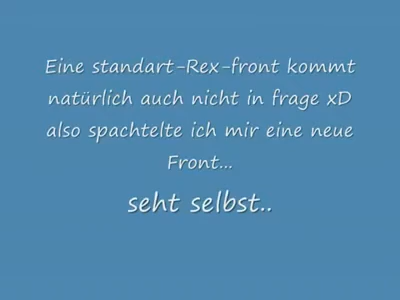 Eine standart-Rex-front kommt
natürlich auch nicht in frage xD
also spachtelte ich mir eine neue
Front...
seht selbst..